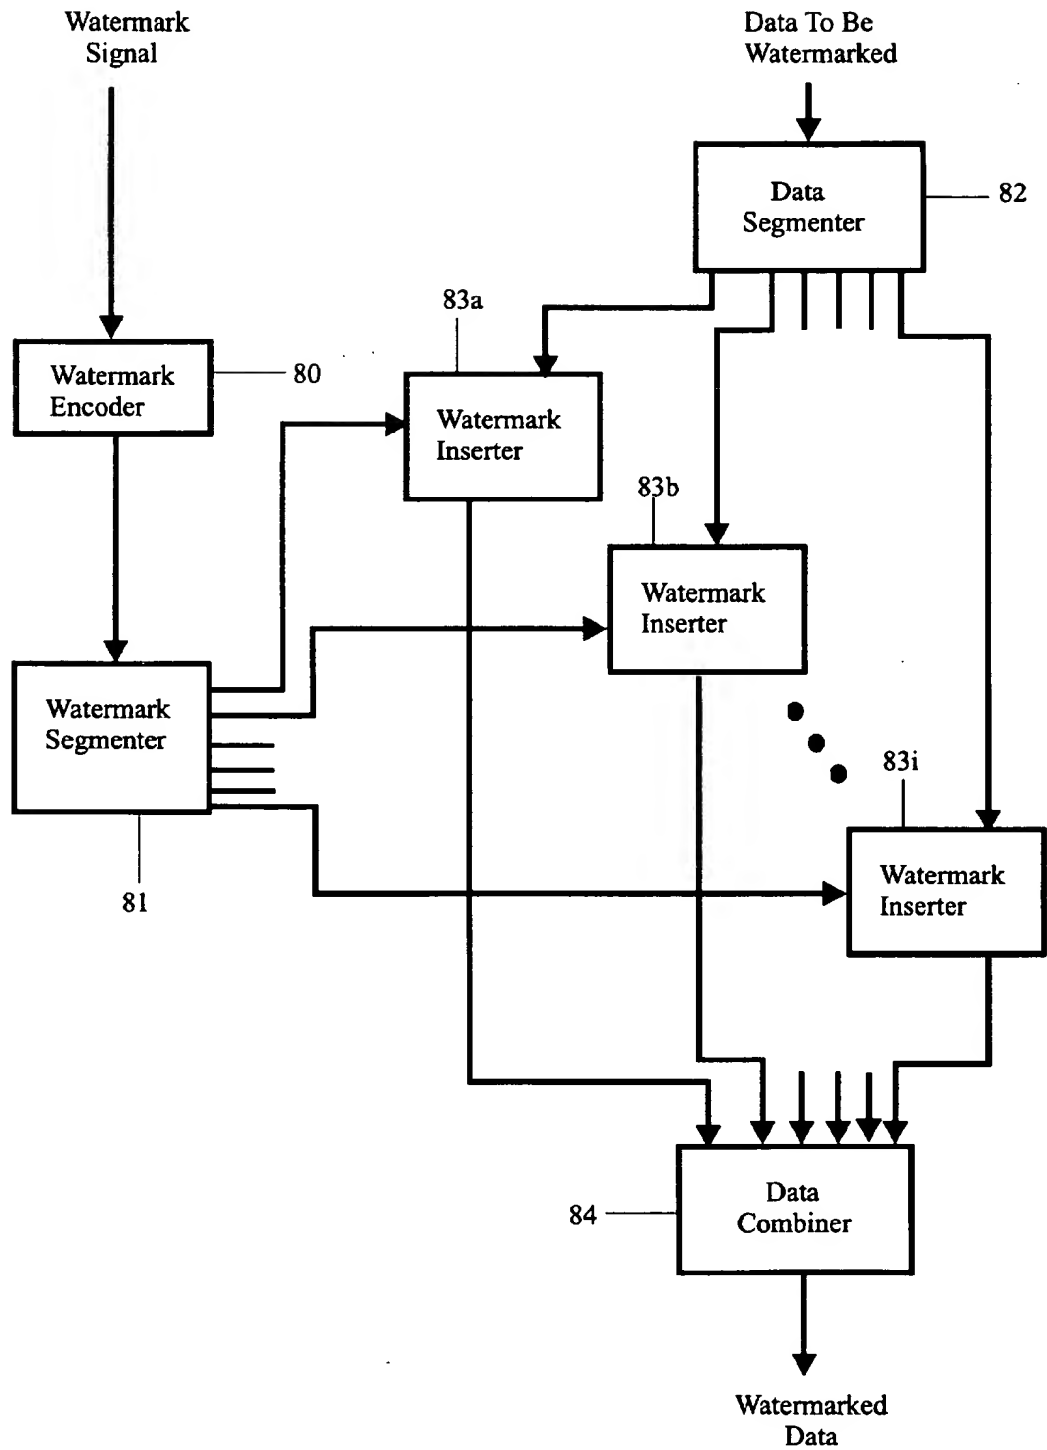 Watermark
Signal
Data To Be
Watermarked
Data
Segmenter
82
83a
Watermark
Encoder
80
Watermark
Inserter
83b
Watermark
Inserter
Watermark
Segmenter
81
83i
Watermark
Inserter
84
Data
Combiner
Watermarked
Data